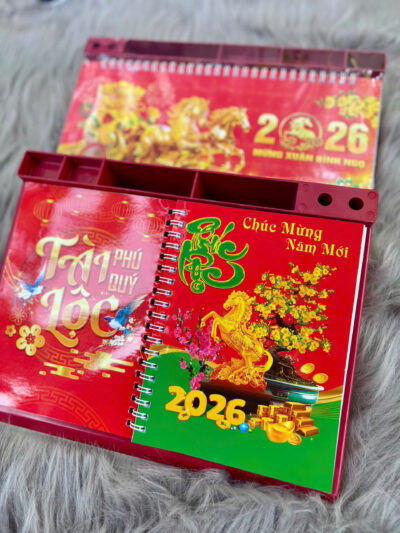 2026
MỪNG XUÂN BÍNH NGỌ
TÀI PHÚ
QUÝ
LỘC
Chúc Mừng
Năm Mới
2026